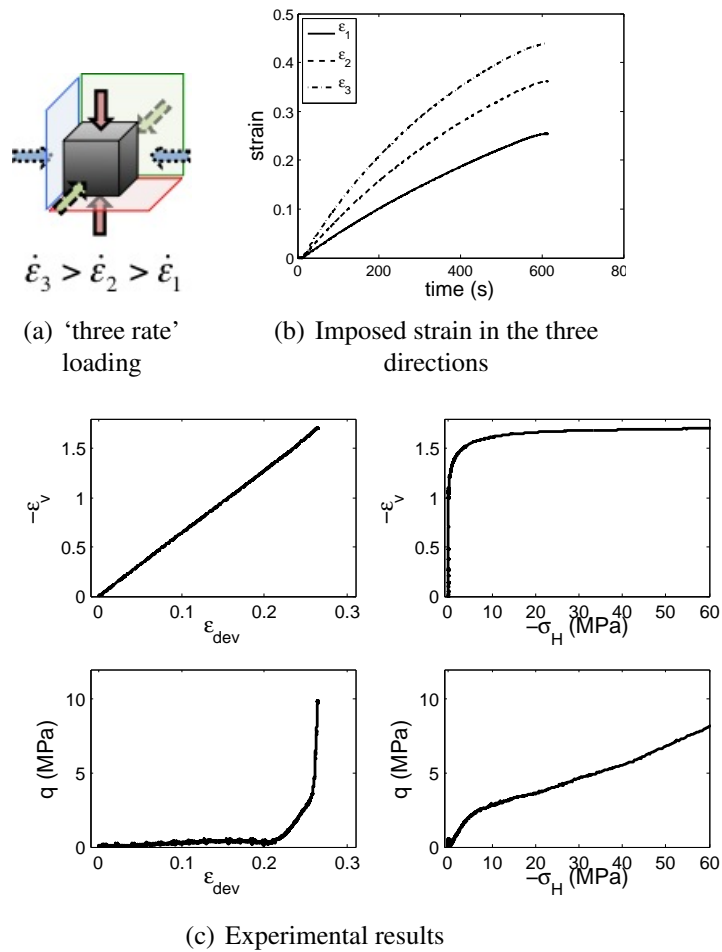 ε̇₃ > ε̇₂ > ε̇₁
(a) ‘three rate’
loading
0.5
0.4
0.3
0.2
0.1
0
strain
ε₁
ε₂
ε₃
0 200 400 600 80
time (s)
(b) Imposed strain in the three
directions
1.5
1
0.5
0
−εᵥ
0 0.1 0.2 0.3
ε_dev
1.5
1
0.5
0
−εᵥ
0 10 20 30 40 50 60
−σ_H (MPa)
10
5
0
q (MPa)
0 0.1 0.2 0.3
ε_dev
10
5
0
q (MPa)
0 10 20 30 40 50 60
−σ_H (MPa)
(c) Experimental results